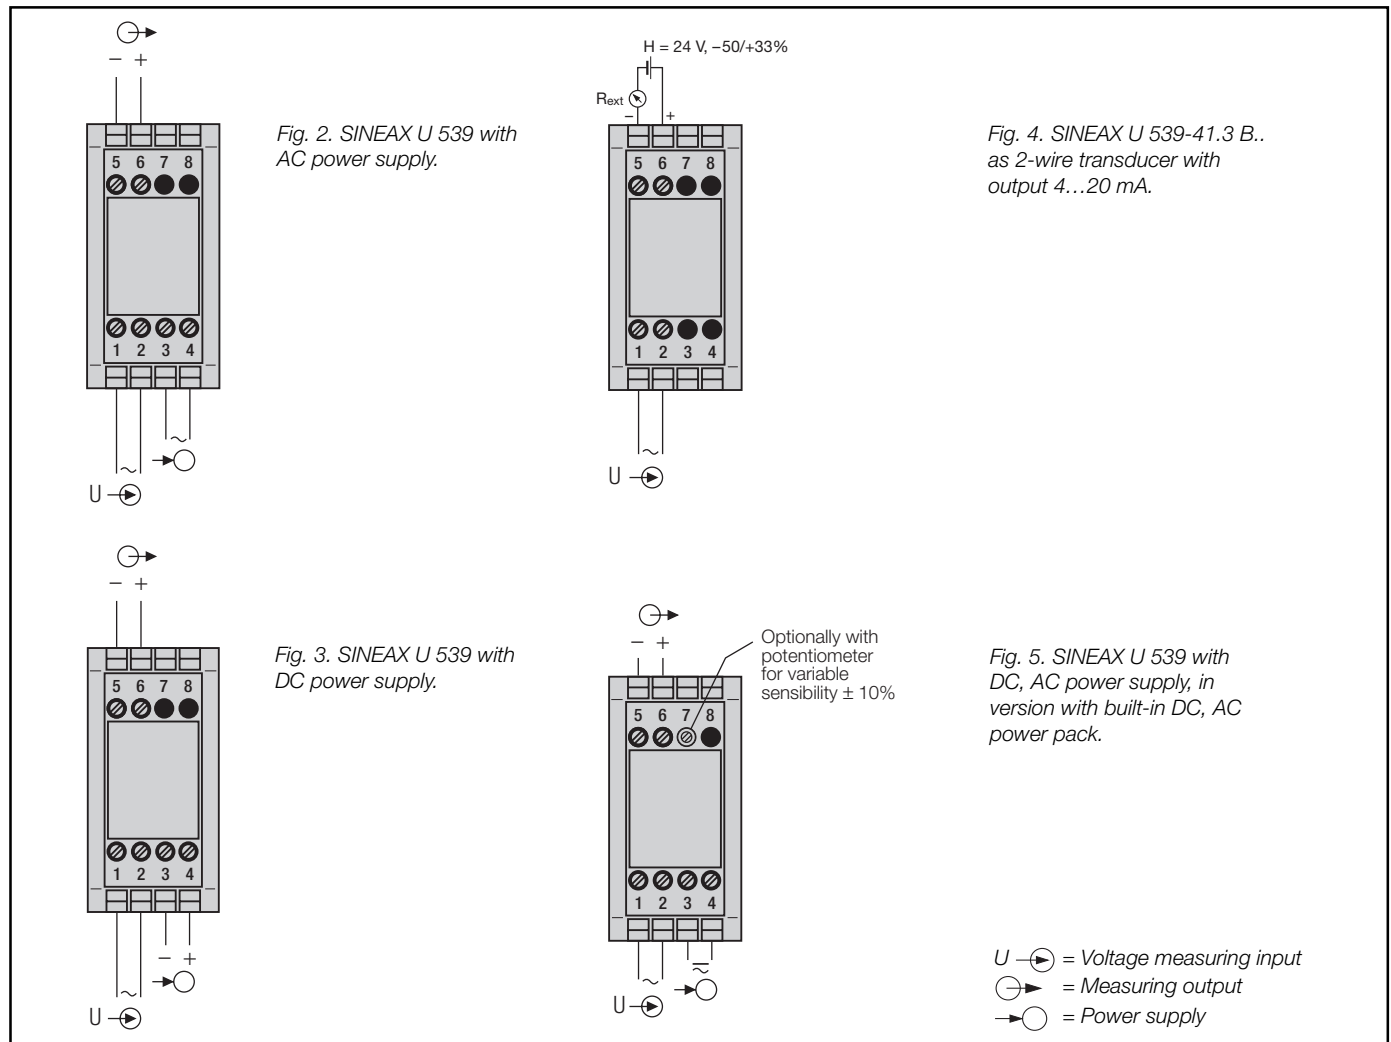 − +
5 6 7 8
1 2 3 4
~
~
U
Fig. 2. SINEAX U 539 with
AC power supply.
H = 24 V, −50/+33%
Rext
− +
5 6 7 8
1 2 3 4
~
U
Fig. 4. SINEAX U 539-41.3 B..
as 2-wire transducer with
output 4…20 mA.
− +
5 6 7 8
1 2 3 4
− +
~
U
Fig. 3. SINEAX U 539 with
DC power supply.
− +
Optionally with
potentiometer
for variable
sensibility ± 10%
5 6 7 8
1 2 3 4
~
U
Fig. 5. SINEAX U 539 with
DC, AC power supply, in
version with built-in DC, AC
power pack.
U = Voltage measuring input
= Measuring output
= Power supply